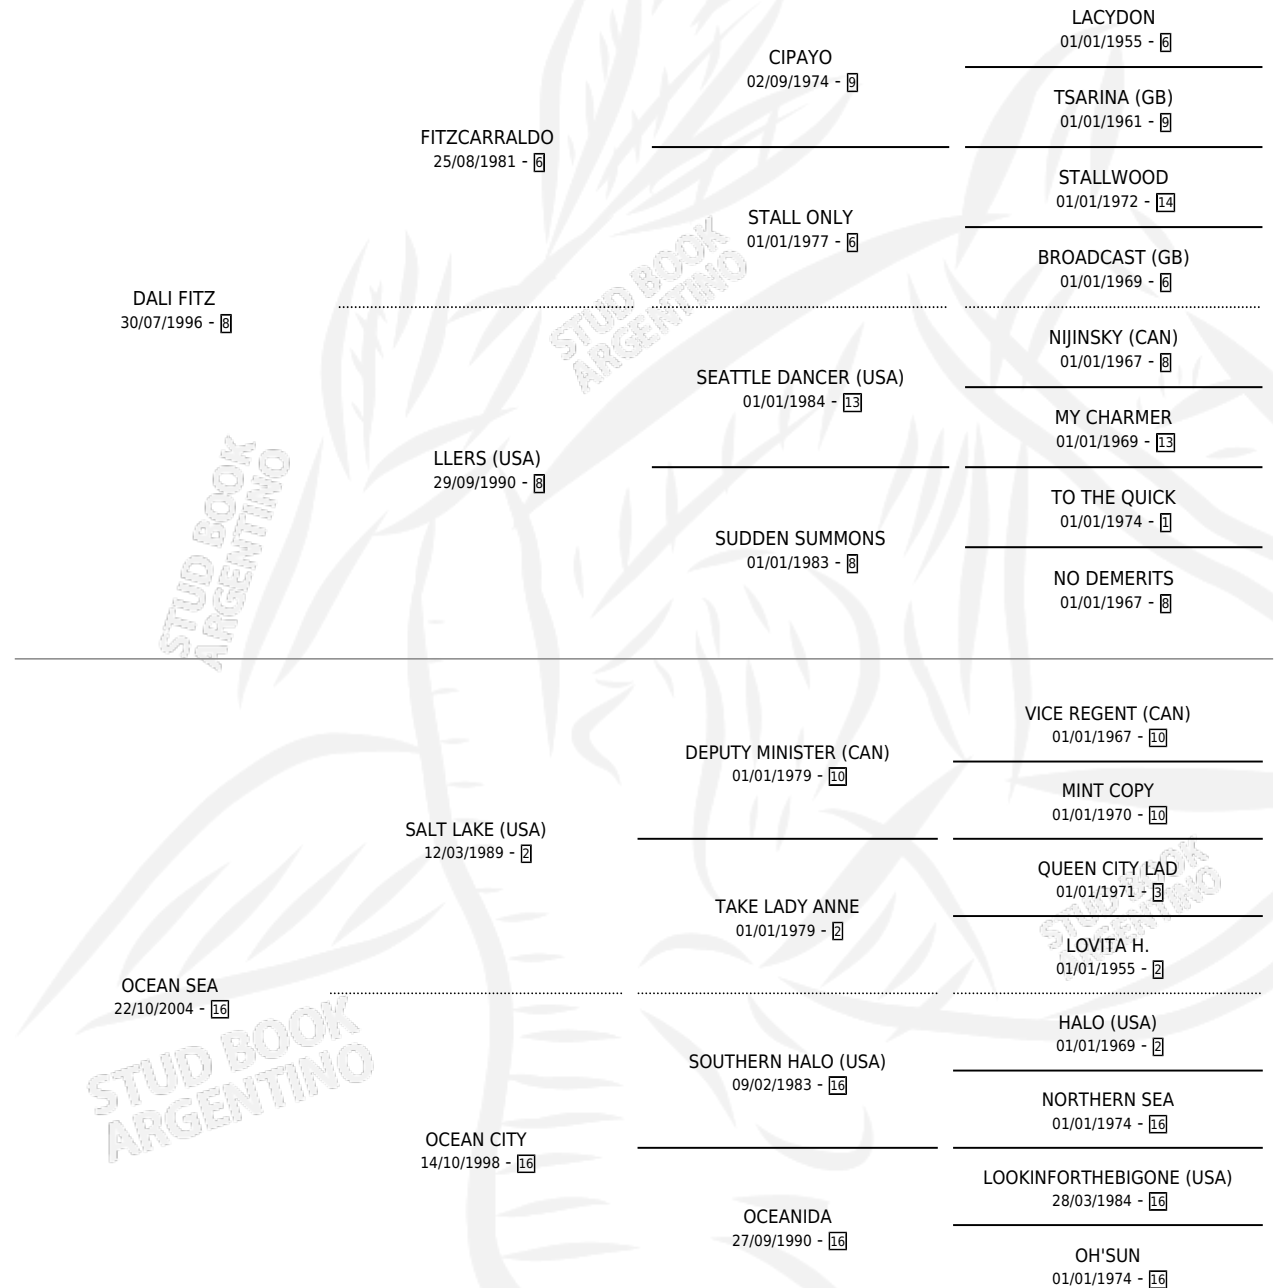 LACYDON
01/01/1955 - 6
CIPAYO
02/09/1974 - 9
TSARINA (GB)
01/01/1961 - 9
FITZCARRALDO
25/08/1981 - 6
STALLWOOD
01/01/1972 - 14
STALL ONLY
01/01/1977 - 6
BROADCAST (GB)
01/01/1969 - 6
DALI FITZ
30/07/1996 - 8
STUD BOOK
ARGENTINO
NIJINSKY (CAN)
01/01/1967 - 8
SEATTLE DANCER (USA)
01/01/1984 - 13
MY CHARMER
01/01/1969 - 13
LLERS (USA)
29/09/1990 - 8
TO THE QUICK
01/01/1974 - 1
SUDDEN SUMMONS
01/01/1983 - 8
NO DEMERITS
01/01/1967 - 8
STUD BOOK
ARGENTINO
VICE REGENT (CAN)
01/01/1967 - 10
DEPUTY MINISTER (CAN)
01/01/1979 - 10
MINT COPY
01/01/1970 - 10
SALT LAKE (USA)
12/03/1989 - 2
QUEEN CITY LAD
01/01/1971 - 3
TAKE LADY ANNE
01/01/1979 - 2
LOVITA H.
01/01/1955 - 2
STUD BOOK
ARGENTINO
OCEAN SEA
22/10/2004 - 16
STUD BOOK
ARGENTINO
HALO (USA)
01/01/1969 - 2
SOUTHERN HALO (USA)
09/02/1983 - 16
NORTHERN SEA
01/01/1974 - 16
OCEAN CITY
14/10/1998 - 16
LOOKINFORTHEBIGONE (USA)
28/03/1984 - 16
OCEANIDA
27/09/1990 - 16
OH'SUN
01/01/1974 - 16